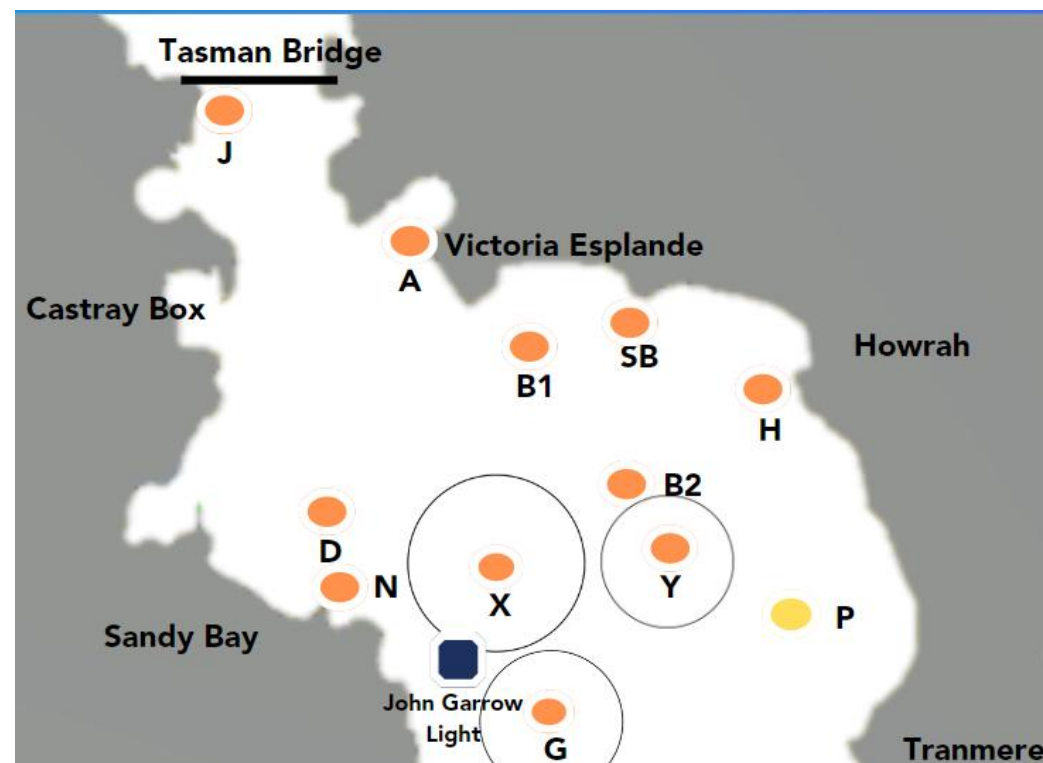 Tasman Bridge
J
Victoria Esplande
A
Castray Box
SB
Howrah
B1
H
B2
D
N
X
Y
P
Sandy Bay
John Garrow
Light
G
Tranmere